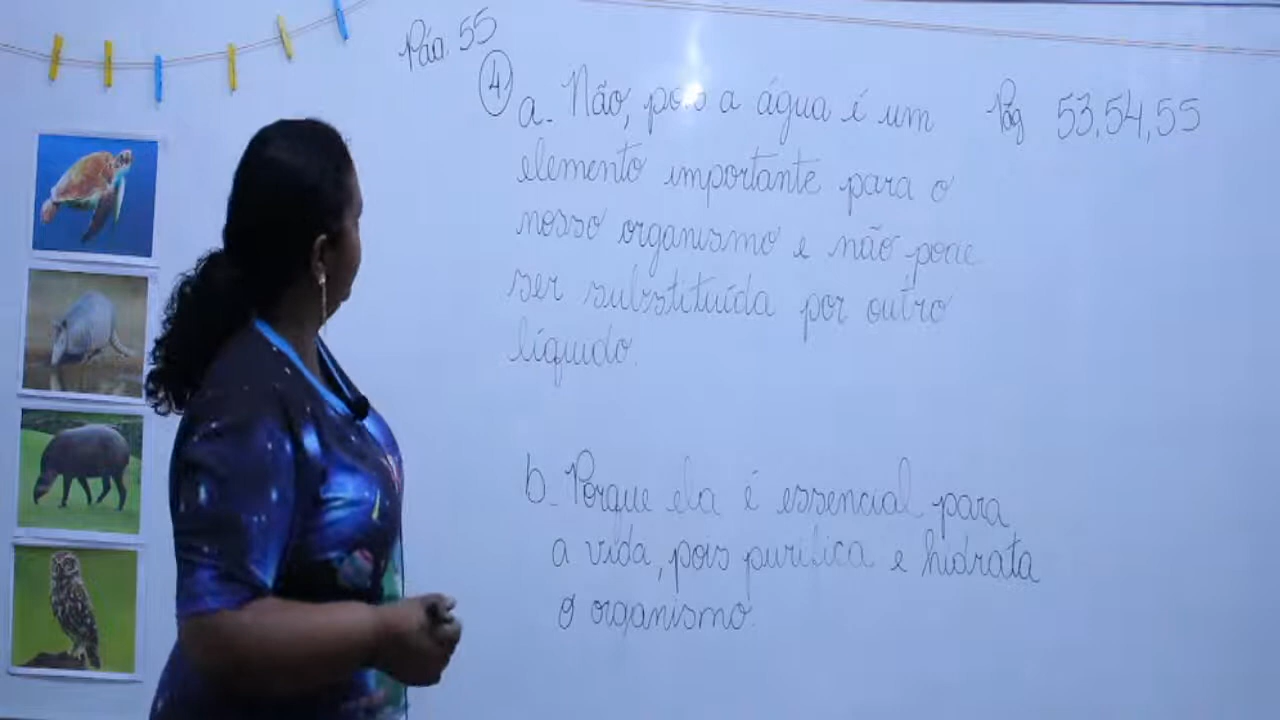 Pág. 55
④ a. Não, pois a água é um
elemento importante para o
nosso organismo e não pode
ser substituída por outro
líquido.
Pág 53, 54, 55
b. Porque ela é essencial para
a vida, pois purifica e hidrata
o organismo.